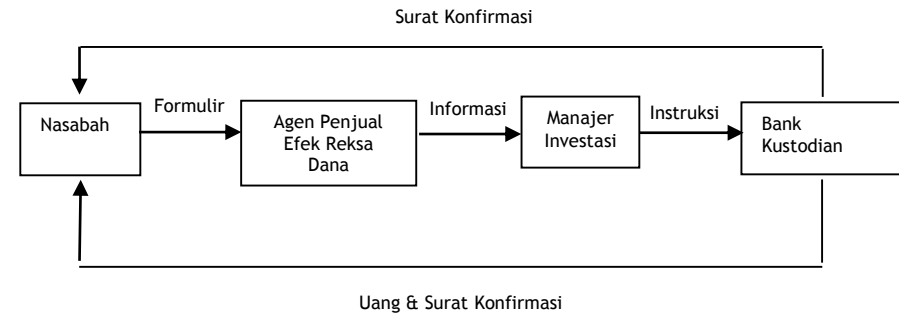 Surat Konfirmasi
Nasabah
Formulir
Agen Penjual
Efek Reksa
Dana
Informasi
Manajer
Investasi
Instruksi
Bank
Kustodian
Uang & Surat Konfirmasi